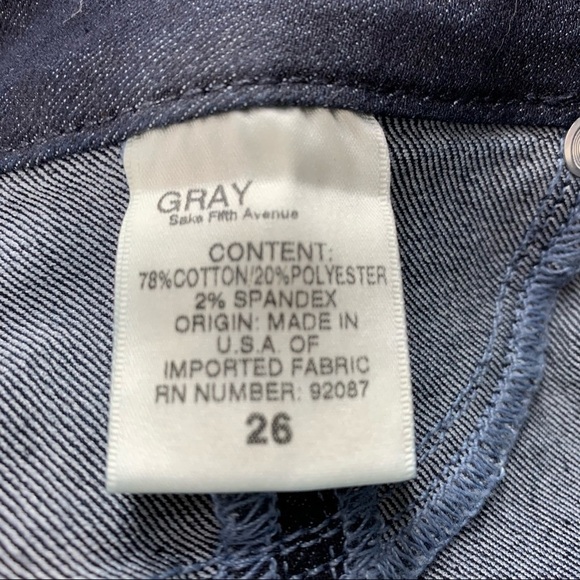 GRAY
Saks Fifth Avenue
CONTENT:
78%COTTON/20%POLYESTER
2% SPANDEX
ORIGIN: MADE IN
U.S.A. OF
IMPORTED FABRIC
RN NUMBER: 92087
26